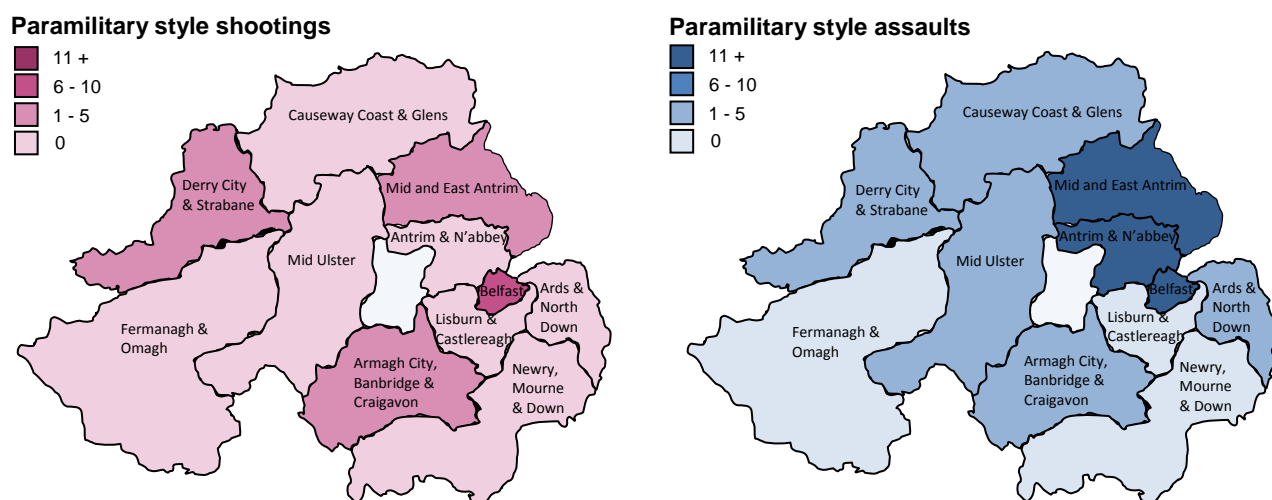 Paramilitary style shootings
11 +
6 - 10
1 - 5
0
Causeway Coast & Glens
Derry City
& Strabane
Mid and East Antrim
Antrim & N'abbey
Mid Ulster
Belfast
Ards &
North
Down
Lisburn &
Castlereagh
Fermanagh &
Omagh
Armagh City,
Banbridge &
Craigavon
Newry,
Mourne
& Down
Paramilitary style assaults
11 +
6 - 10
1 - 5
0
Causeway Coast & Glens
Derry City
& Strabane
Mid and East Antrim
Antrim & N'abbey
Mid Ulster
Belfast
Ards &
North
Down
Lisburn &
Castlereagh
Fermanagh &
Omagh
Armagh City,
Banbridge &
Craigavon
Newry,
Mourne
& Down